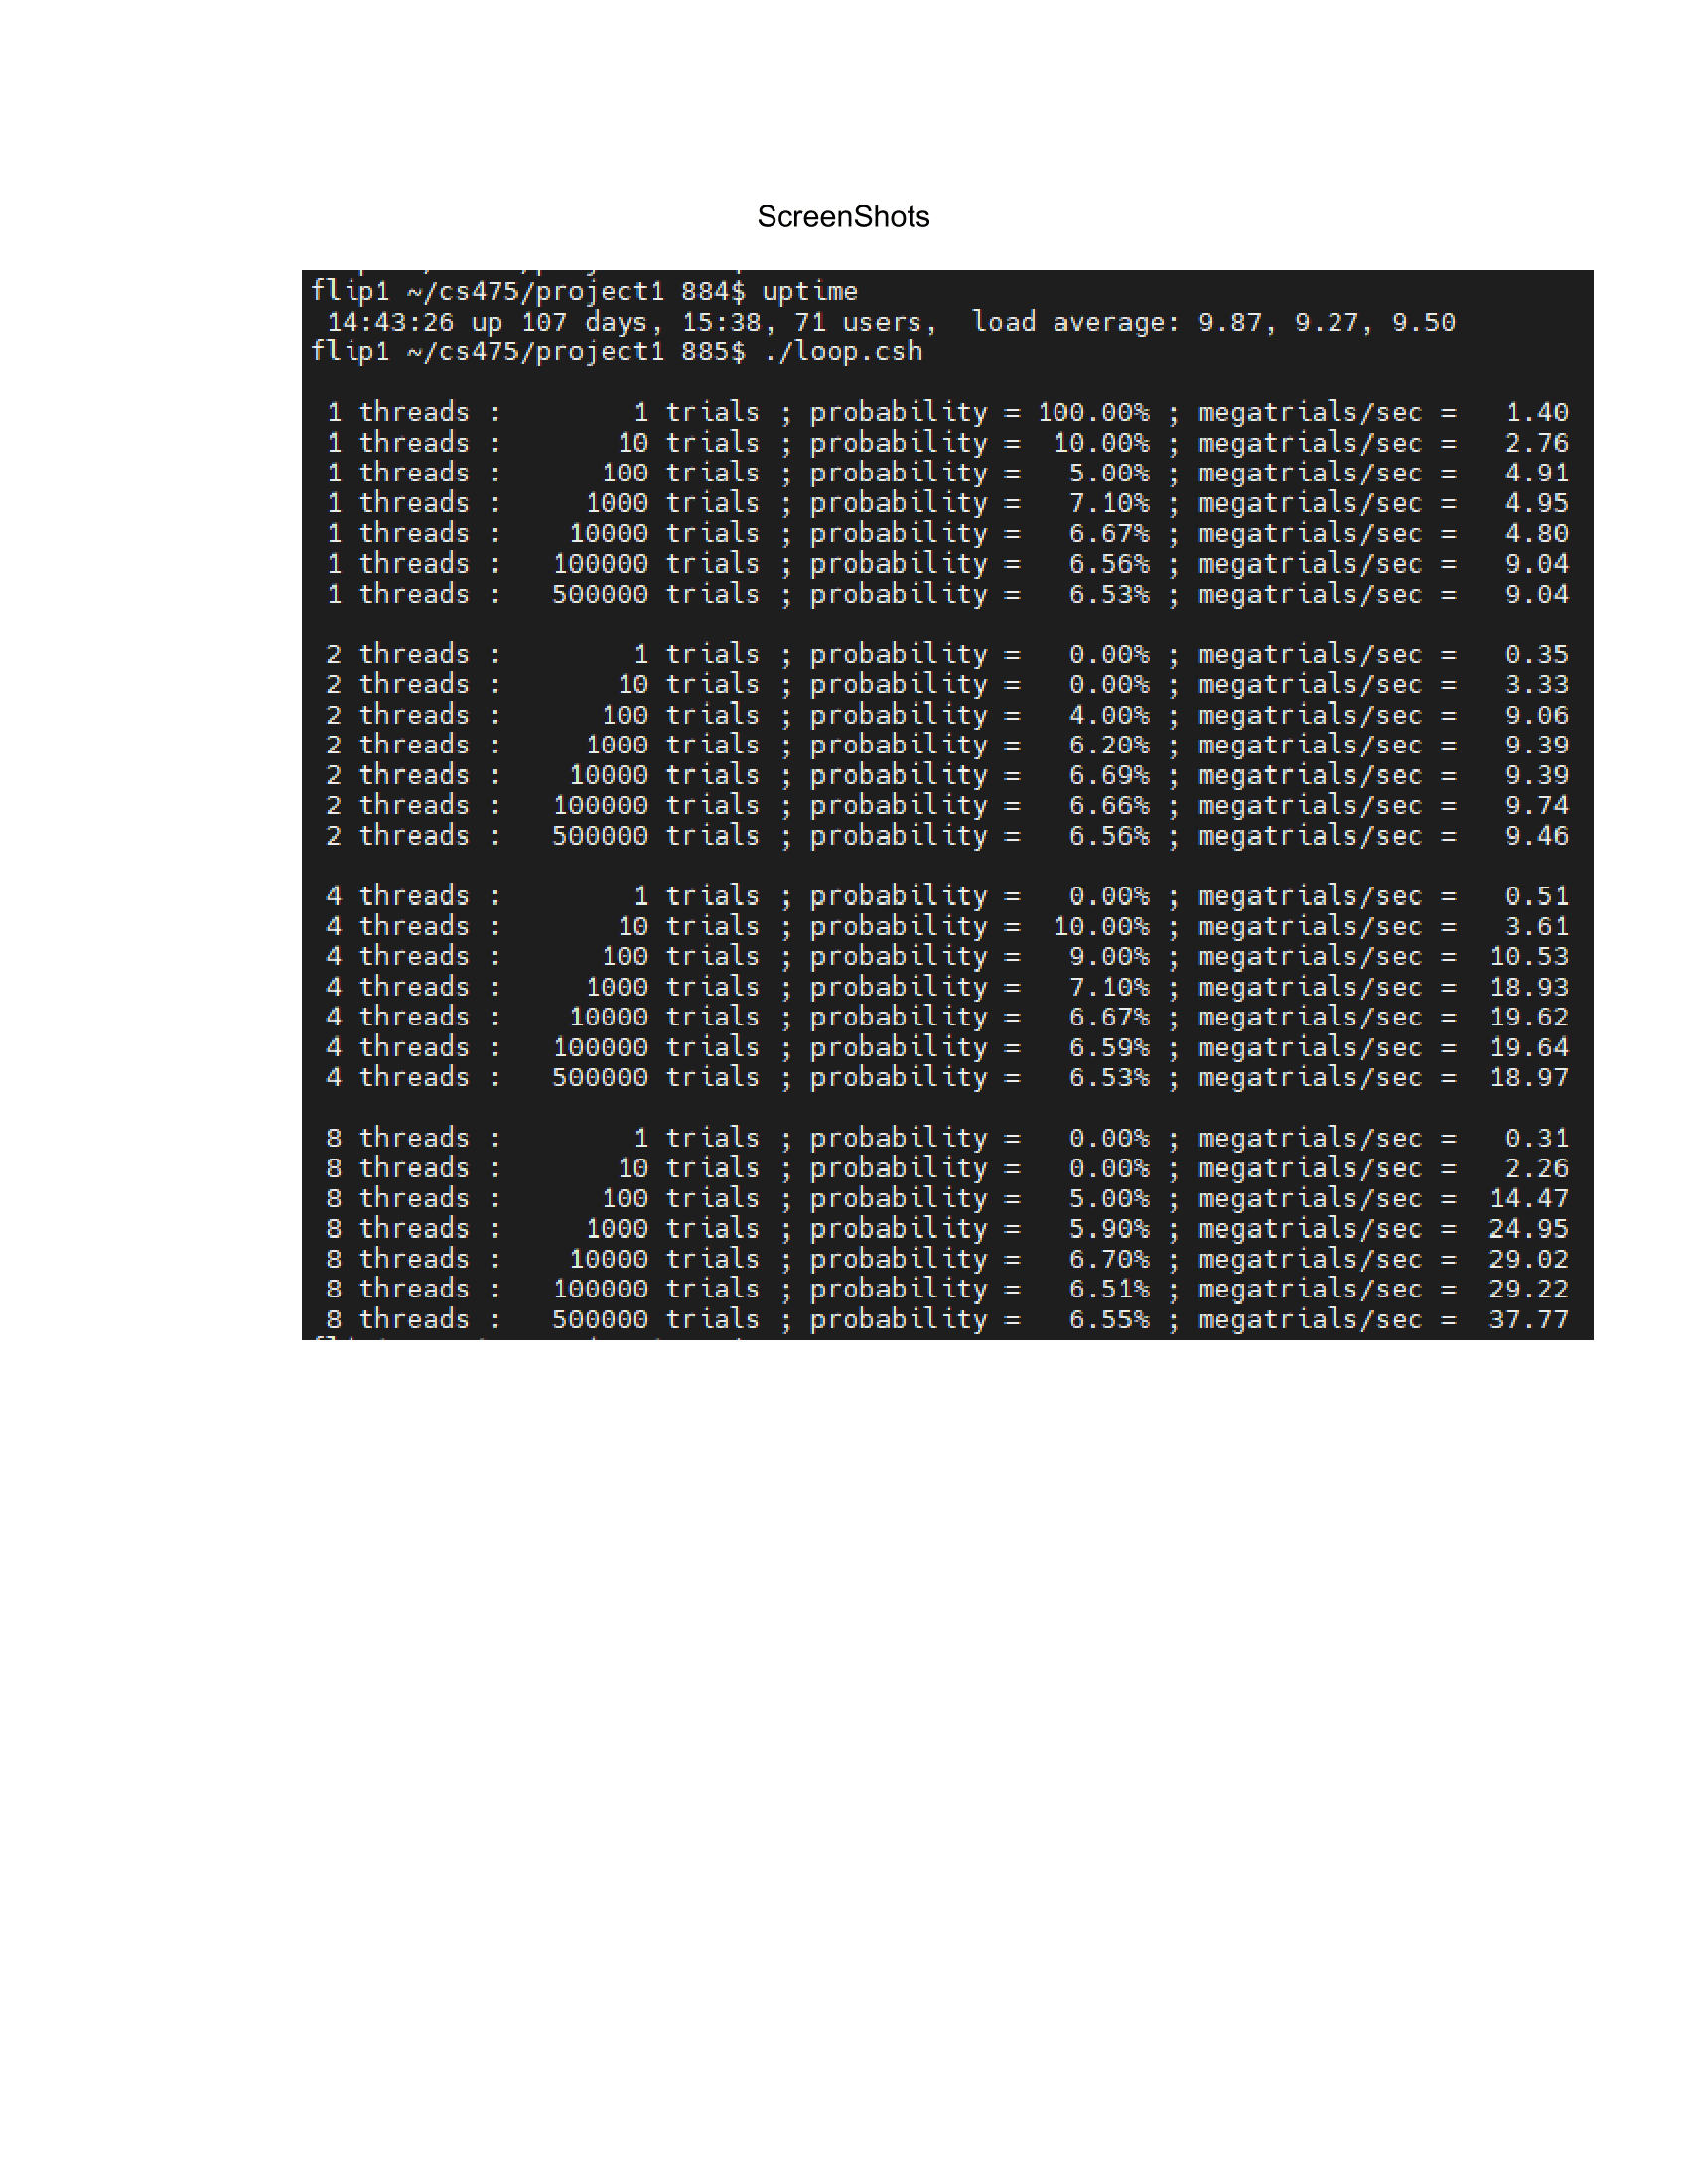 ScreenShots
flip1 ~/cs475/project1 884$ uptime
 14:43:26 up 107 days, 15:38, 71 users,  load average: 9.87, 9.27, 9.50
flip1 ~/cs475/project1 885$ ./loop.csh
 1 threads :        1 trials ; probability = 100.00% ; megatrials/sec =   1.40
 1 threads :       10 trials ; probability =  10.00% ; megatrials/sec =   2.76
 1 threads :      100 trials ; probability =   5.00% ; megatrials/sec =   4.91
 1 threads :     1000 trials ; probability =   7.10% ; megatrials/sec =   4.95
 1 threads :    10000 trials ; probability =   6.67% ; megatrials/sec =   4.80
 1 threads :   100000 trials ; probability =   6.56% ; megatrials/sec =   9.04
 1 threads :   500000 trials ; probability =   6.53% ; megatrials/sec =   9.04
 2 threads :        1 trials ; probability =   0.00% ; megatrials/sec =   0.35
 2 threads :       10 trials ; probability =   0.00% ; megatrials/sec =   3.33
 2 threads :      100 trials ; probability =   4.00% ; megatrials/sec =   9.06
 2 threads :     1000 trials ; probability =   6.20% ; megatrials/sec =   9.39
 2 threads :    10000 trials ; probability =   6.69% ; megatrials/sec =   9.39
 2 threads :   100000 trials ; probability =   6.66% ; megatrials/sec =   9.74
 2 threads :   500000 trials ; probability =   6.56% ; megatrials/sec =   9.46
 4 threads :        1 trials ; probability =   0.00% ; megatrials/sec =   0.51
 4 threads :       10 trials ; probability =  10.00% ; megatrials/sec =   3.61
 4 threads :      100 trials ; probability =   9.00% ; megatrials/sec =  10.53
 4 threads :     1000 trials ; probability =   7.10% ; megatrials/sec =  18.93
 4 threads :    10000 trials ; probability =   6.67% ; megatrials/sec =  19.62
 4 threads :   100000 trials ; probability =   6.59% ; megatrials/sec =  19.64
 4 threads :   500000 trials ; probability =   6.53% ; megatrials/sec =  18.97
 8 threads :        1 trials ; probability =   0.00% ; megatrials/sec =   0.31
 8 threads :       10 trials ; probability =   0.00% ; megatrials/sec =   2.26
 8 threads :      100 trials ; probability =   5.00% ; megatrials/sec =  14.47
 8 threads :     1000 trials ; probability =   5.90% ; megatrials/sec =  24.95
 8 threads :    10000 trials ; probability =   6.70% ; megatrials/sec =  29.02
 8 threads :   100000 trials ; probability =   6.51% ; megatrials/sec =  29.22
 8 threads :   500000 trials ; probability =   6.55% ; megatrials/sec =  37.77